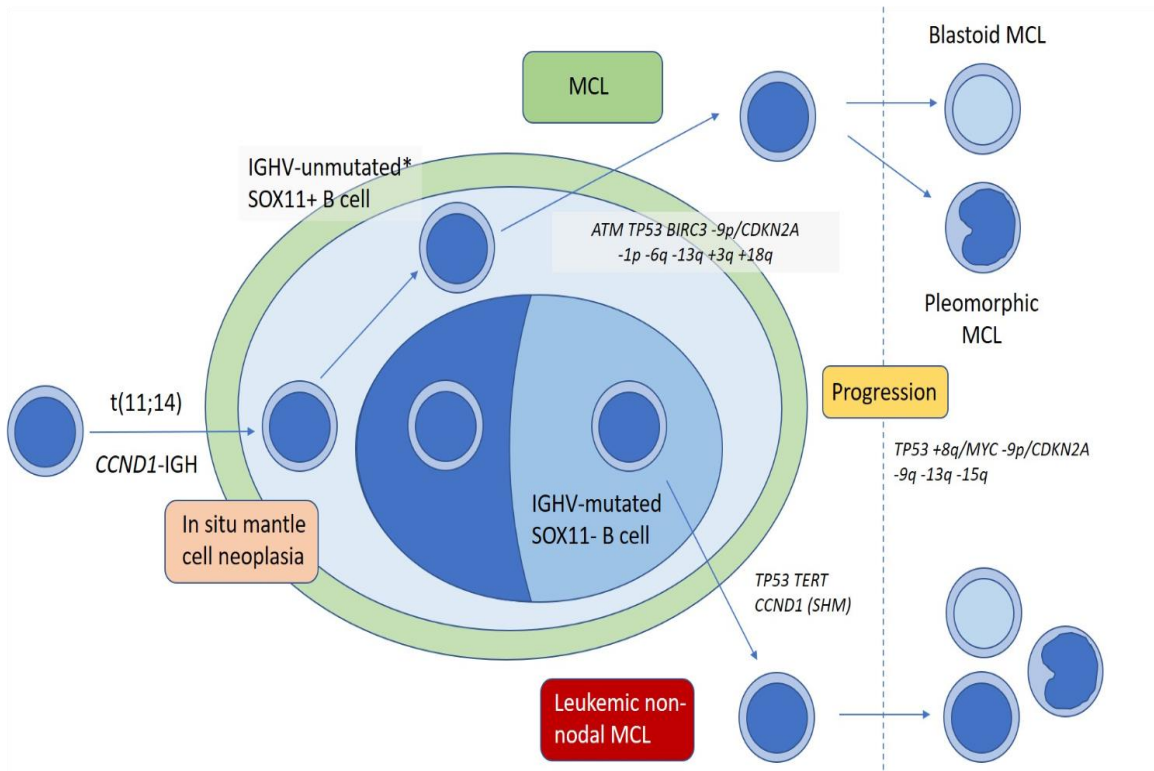 Blastoid MCL
MCL
IGHV-unmutated*
SOX11+ B cell
ATM TP53 BIRC3 -9p/CDKN2A
-1p -6q -13q +3q +18q
Pleomorphic
MCL
t(11;14)
CCND1-IGH
Progression
TP53 +8q/MYC -9p/CDKN2A
-9q -13q -15q
In situ mantle
cell neoplasia
IGHV-mutated
SOX11- B cell
TP53 TERT
CCND1 (SHM)
Leukemic non-
nodal MCL